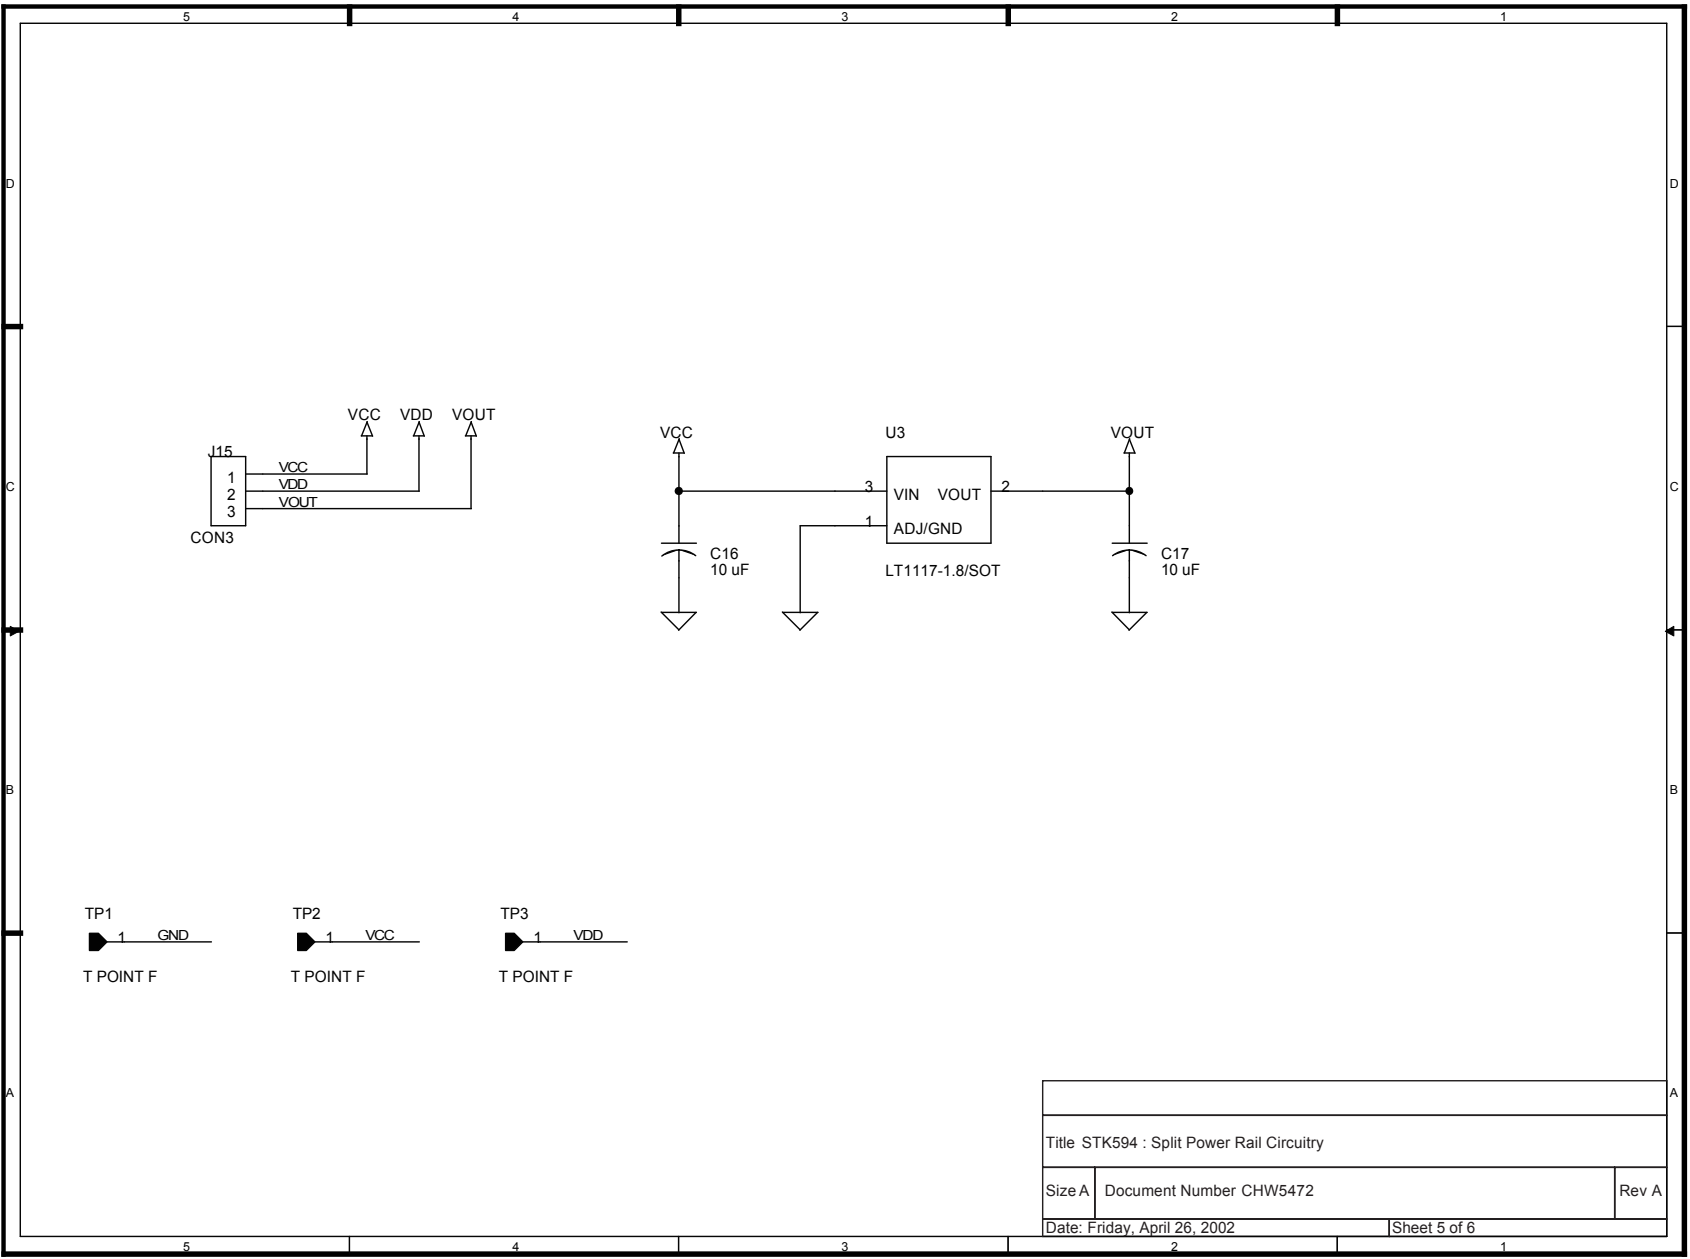 5 4 3 2 1
D D
VCC VDD VOUT
J15
1 VCC
2 VDD
3 VOUT
CON3
VCC U3 VOUT
3 VIN VOUT 2
1 ADJ/GND
LT1117-1.8/SOT
C16
10 uF
C17
10 uF
C C
B B
TP1 TP2 TP3
1 GND 1 VCC 1 VDD
T POINT F T POINT F T POINT F
A A
Title STK594 : Split Power Rail Circuitry
Size A Document Number CHW5472 Rev A
Date: Friday, April 26, 2002 Sheet 5 of 6
5 4 3 2 1